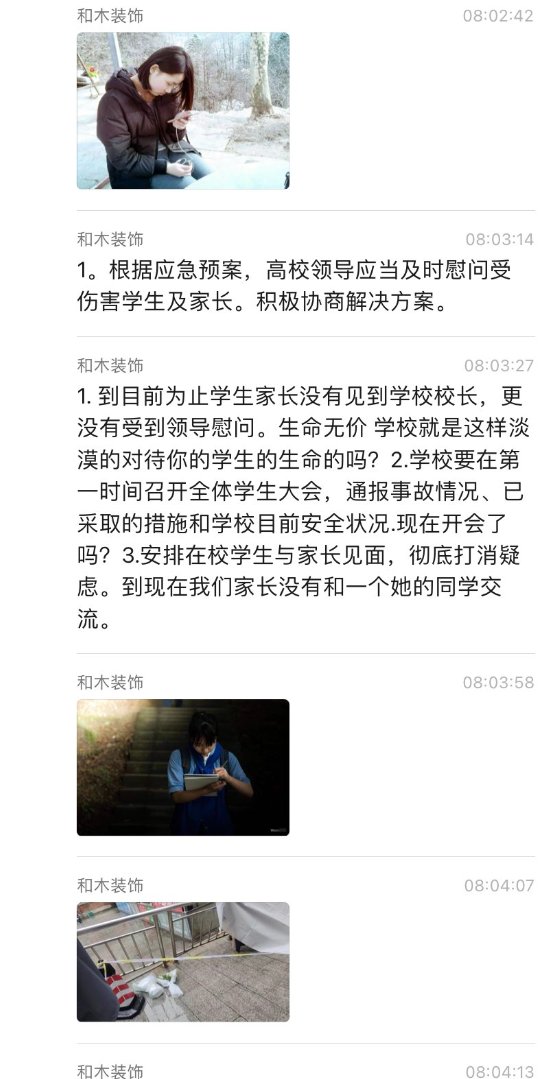 和木装饰 08:02:42
和木装饰 08:03:14
1。根据应急预案，高校领导应当及时慰问受
伤害学生及家长。积极协商解决方案。
和木装饰 08:03:27
1. 到目前为止学生家长没有见到学校校长，更
没有受到领导慰问。生命无价 学校就是这样淡
漠的对待你的学生的生命的吗？2.学校要在第
一时间召开全体学生大会，通报事故情况、已
采取的措施和学校目前安全状况.现在开会了
吗？3.安排在校学生与家长见面，彻底打消疑
虑。到现在我们家长没有和一个她的同学交
流。
和木装饰 08:03:58
和木装饰 08:04:07
和木装饰 08:04:13